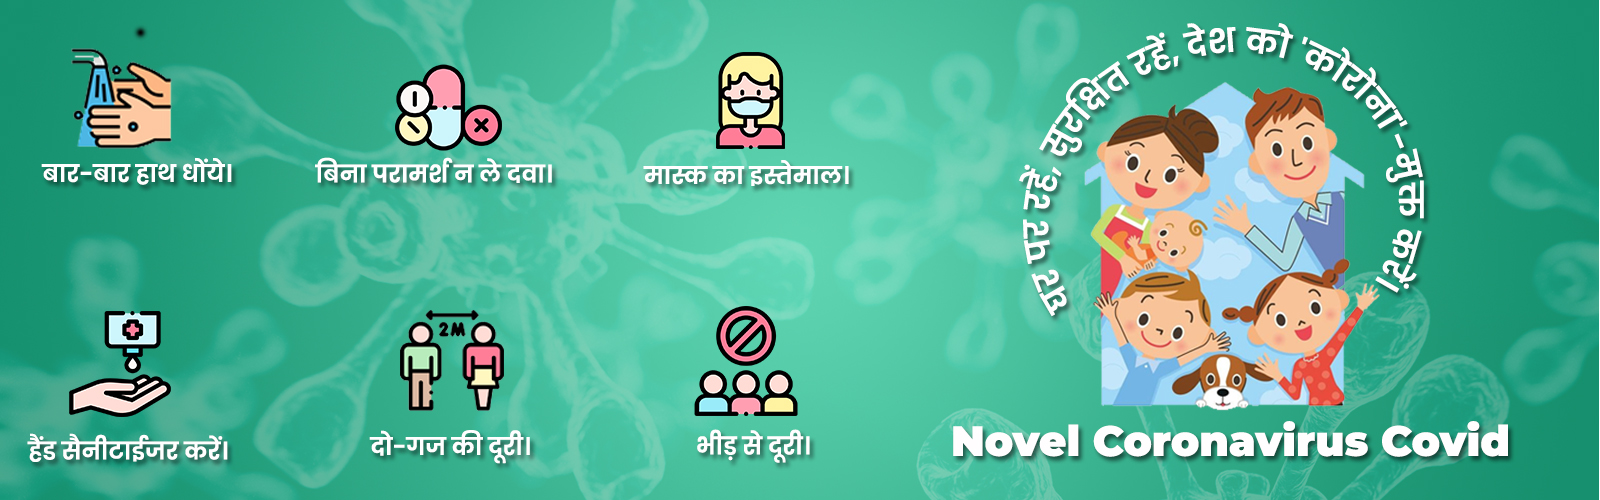 बार-बार हाथ धोंये।
बिना परामर्श न ले दवा।
मास्क का इस्तेमाल।
हैंड सैनीटाईजर करें।
2M
दो-गज की दूरी।
भीड़ से दूरी।
घर पर रहें, सुरक्षित रहें, देश को 'कोरोना'-मुक्त करें।
Novel Coronavirus Covid